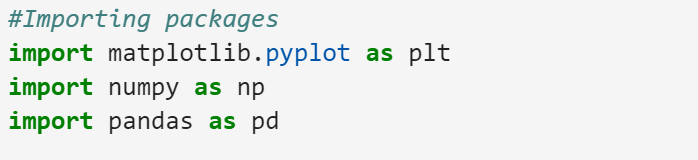 #Importing packages
import matplotlib.pyplot as plt
import numpy as np
import pandas as pd